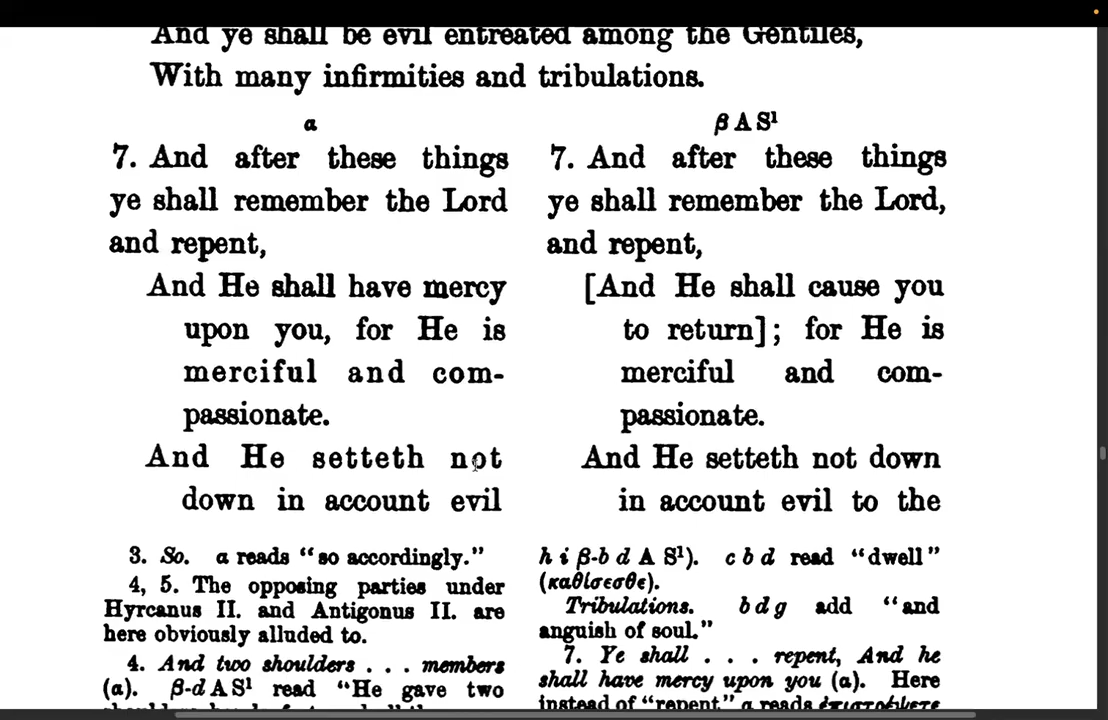 And ye shall be evil entreated among the Gentiles,
With many infirmities and tribulations.
α
7. And after these things
ye shall remember the Lord
and repent,
And He shall have mercy
upon you, for He is
merciful and com-
passionate.
And He setteth not
down in account evil
β A S¹
7. And after these things
ye shall remember the Lord,
and repent,
[And He shall cause you
to return]; for He is
merciful and com-
passionate.
And He setteth not down
in account evil to the
3. So. α reads "so accordingly."
4, 5. The opposing parties under
Hyrcanus II. and Antigonus II. are
here obviously alluded to.
4. And two shoulders . . . members
(α). β-d A S¹ read "He gave two
h i β-b d A S¹). c b d read "dwell"
(καθίσεσθε).
Tribulations. b d g add "and
anguish of soul."
7. Ye shall . . . repent, And he
shall have mercy upon you (α). Here
instead of "repent" α reads ἐπιστρέψετε